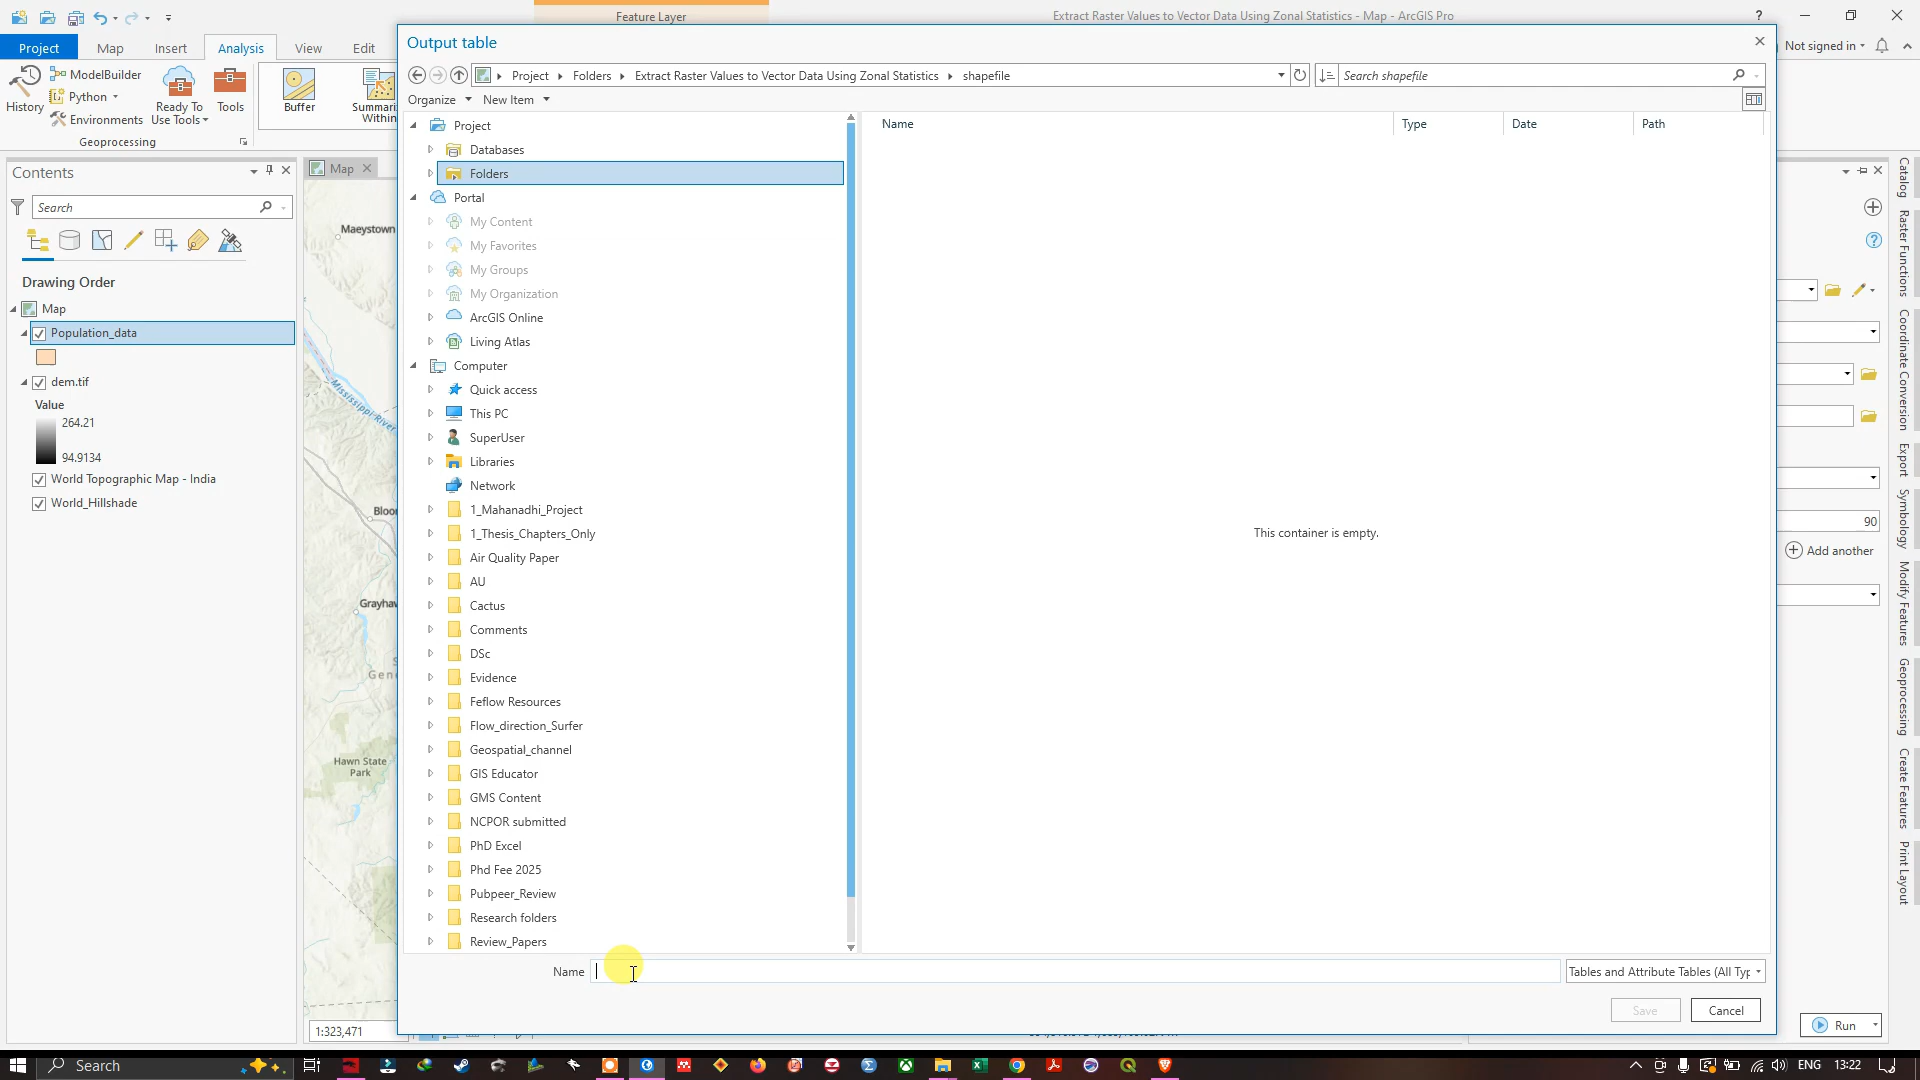 Feature Layer
Extract Raster Values to Vector Data Using Zonal Statistics - Map - ArcGIS Pro
?
Project
Map
Insert
Analysis
View
Edit
Not signed in
History
ModelBuilder
Python
Environments
Ready To
Use Tools
Tools
Buffer
Summari
Within
Geoprocessing
Output table
Project
Folders
Extract Raster Values to Vector Data Using Zonal Statistics
shapefile
Search shapefile
Organize
New Item
Name
Type
Date
Path
This container is empty.
Project
Databases
Folders
Portal
My Content
My Favorites
My Groups
My Organization
ArcGIS Online
Living Atlas
Computer
Quick access
This PC
SuperUser
Libraries
Network
1_Mahanadhi_Project
1_Thesis_Chapters_Only
Air Quality Paper
AU
Cactus
Comments
DSc
Evidence
Feflow Resources
Flow_direction_Surfer
Geospatial_channel
GIS Educator
GMS Content
NCPOR submitted
PhD Excel
Phd Fee 2025
Pubpeer_Review
Research folders
Review_Papers
Name
Tables and Attribute Tables (All Typ
Save
Cancel
Contents
Search
Drawing Order
Map
Population_data
dem.tif
Value
264.21
94.9134
World Topographic Map - India
World_Hillshade
Map
Maeystown
Mississippi River
Bloo
Grayhaw
Gen
Hawn State
Park
1:323,471
90
Add another
Run
Catalog
Raster Functions
Coordinate Conversion
Export
Symbology
Modify Features
Geoprocessing
Create Features
Print Layout
Search
ENG
13:22